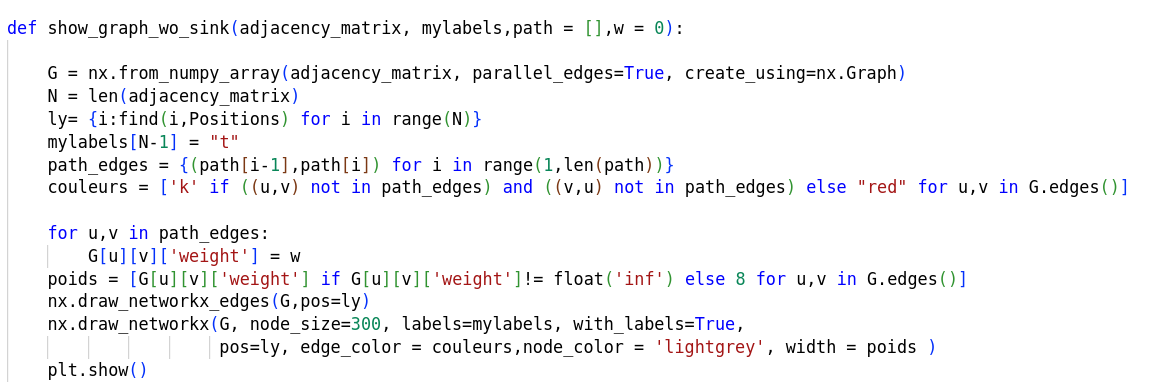 def show_graph_wo_sink(adjacency_matrix, mylabels,path = [],w = 0):
G = nx.from_numpy_array(adjacency_matrix, parallel_edges=True, create_using=nx.Graph)
N = len(adjacency_matrix)
ly= {i:find(i,Positions) for i in range(N)}
mylabels[N-1] = "t"
path_edges = {(path[i-1],path[i]) for i in range(1,len(path))}
couleurs = ['k' if ((u,v) not in path_edges) and ((v,u) not in path_edges) else "red" for u,v in G.edges()]
for u,v in path_edges:
G[u][v]['weight'] = w
poids = [G[u][v]['weight'] if G[u][v]['weight']!= float('inf') else 8 for u,v in G.edges()]
nx.draw_networkx_edges(G,pos=ly)
nx.draw_networkx(G, node_size=300, labels=mylabels, with_labels=True,
pos=ly, edge_color = couleurs,node_color = 'lightgrey', width = poids )
plt.show()